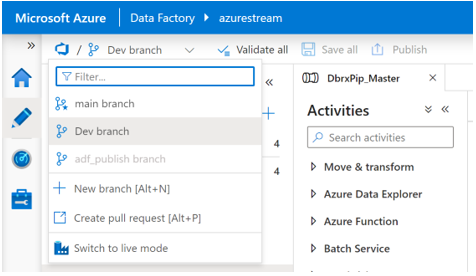 Microsoft Azure Data Factory azurestream
» / Dev branch Validate all Save all Publish
Filter...
main branch
Dev branch
adf_publish branch
New branch [Alt+N]
Create pull request [Alt+P]
Switch to live mode
«
4
4
DbrxPip_Master
Activities «
Search activities
Move & transform
Azure Data Explorer
Azure Function
Batch Service